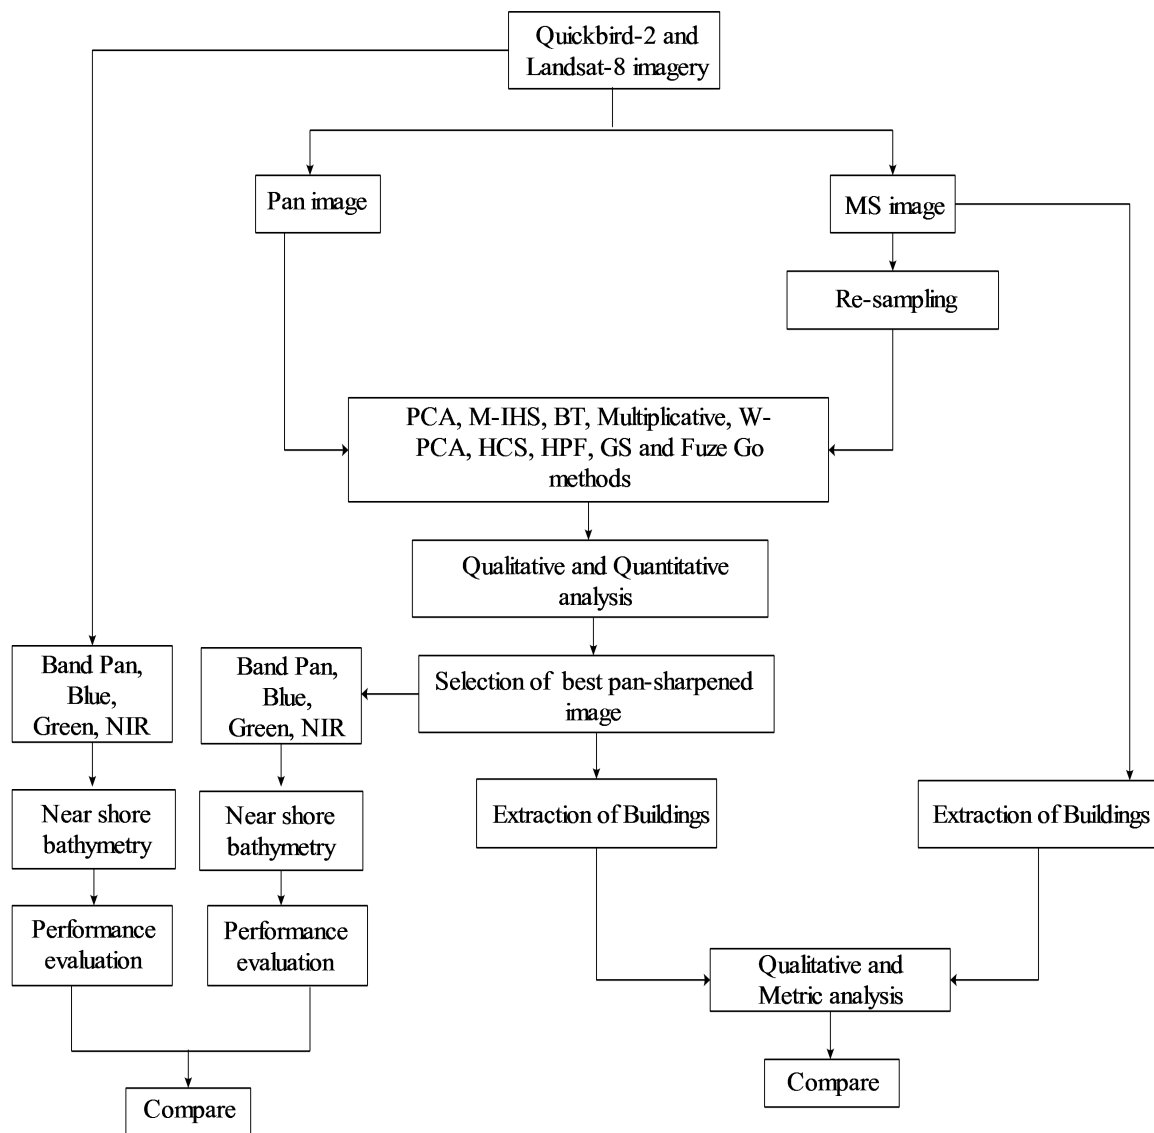 Quickbird-2 and
Landsat-8 imagery
Pan image
MS image
Re-sampling
PCA, M-IHS, BT, Multiplicative, W-
PCA, HCS, HPF, GS and Fuze Go
methods
Qualitative and Quantitative
analysis
Band Pan,
Blue,
Green, NIR
Band Pan,
Blue,
Green, NIR
Selection of best pan-sharpened
image
Near shore
bathymetry
Near shore
bathymetry
Extraction of Buildings
Extraction of Buildings
Performance
evaluation
Performance
evaluation
Qualitative and
Metric analysis
Compare
Compare